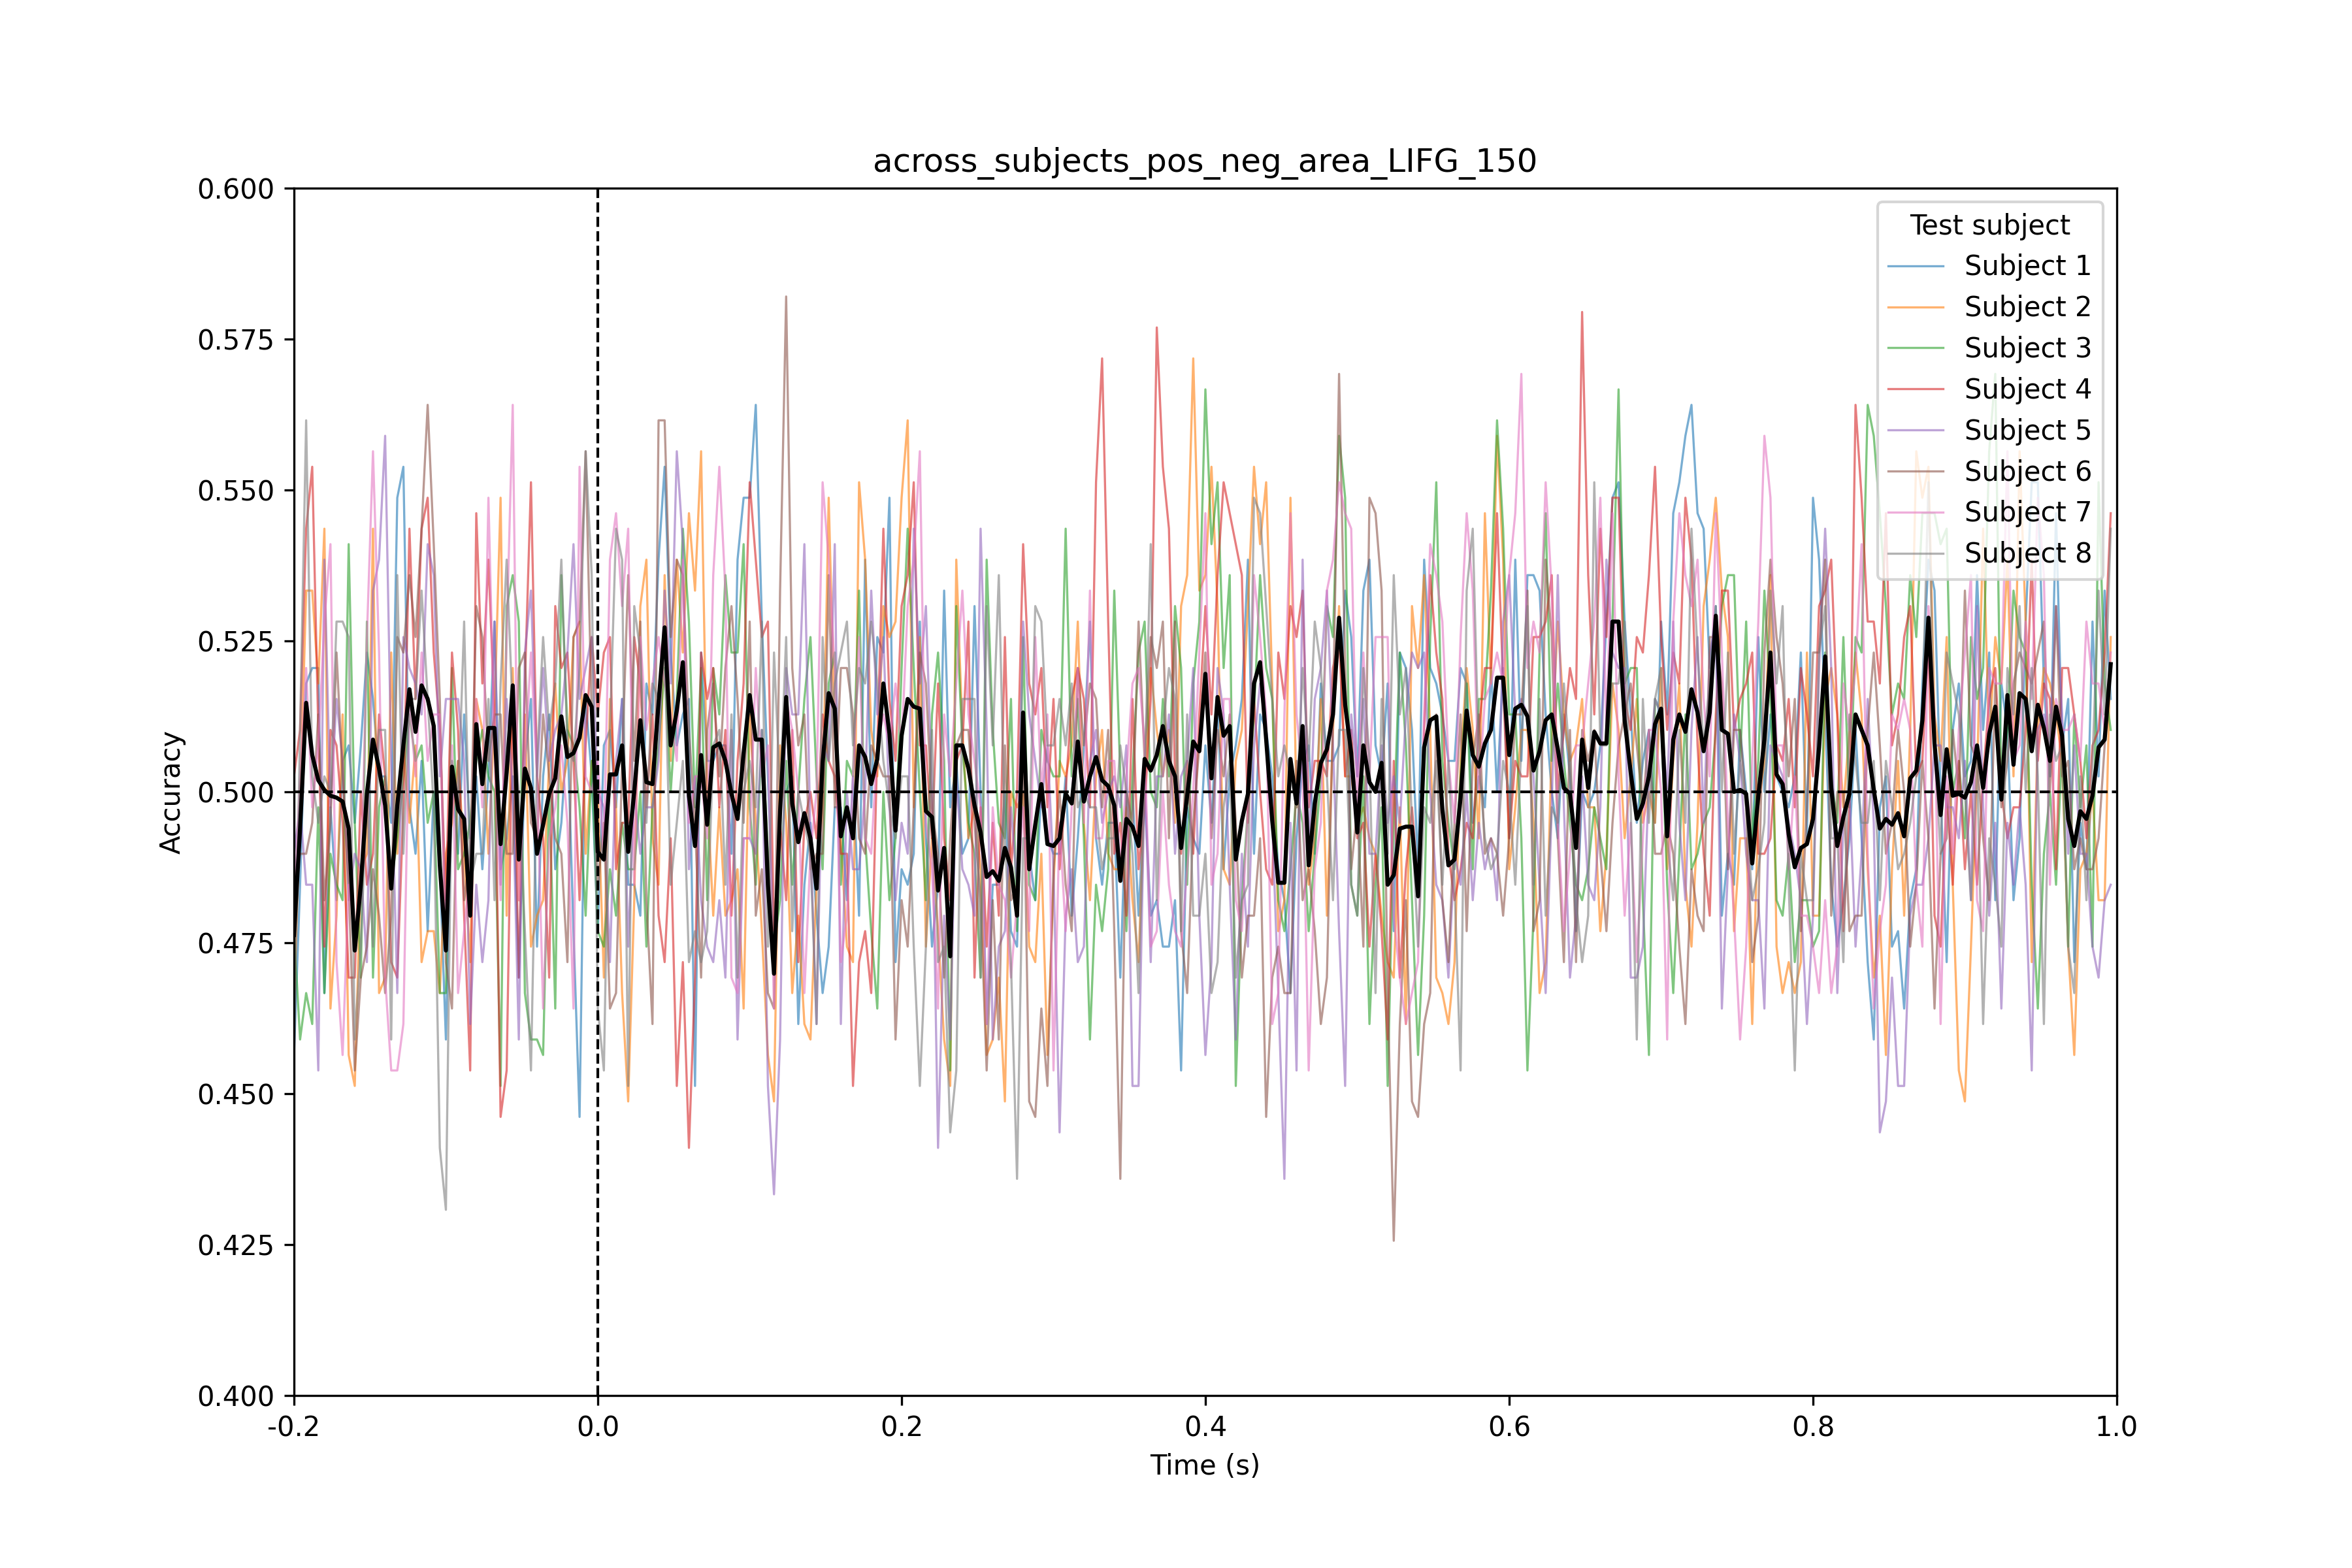 across_subjects_pos_neg_area_LIFG_150
0.600
0.575
0.550
0.525
0.500
0.475
0.450
0.425
0.400
Accuracy
-0.2
0.0
0.2
0.4
0.6
0.8
1.0
Time (s)
Test subject
Subject 1
Subject 2
Subject 3
Subject 4
Subject 5
Subject 6
Subject 7
Subject 8